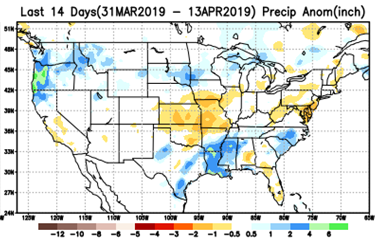 Last 14 Days(31MAR2019 - 13APR2019) Precip Anom(inch)
51N
48N
45N
42N
39N
36N
33N
30N
27N
24N
125W 120W 115W 110W 105W 100W 95W 90W 85W 80W 75W 70W 65W
-12 -10 -8 -6 -5 -4 -3 -2 -1 -0.5 0.5 1 2 4 6